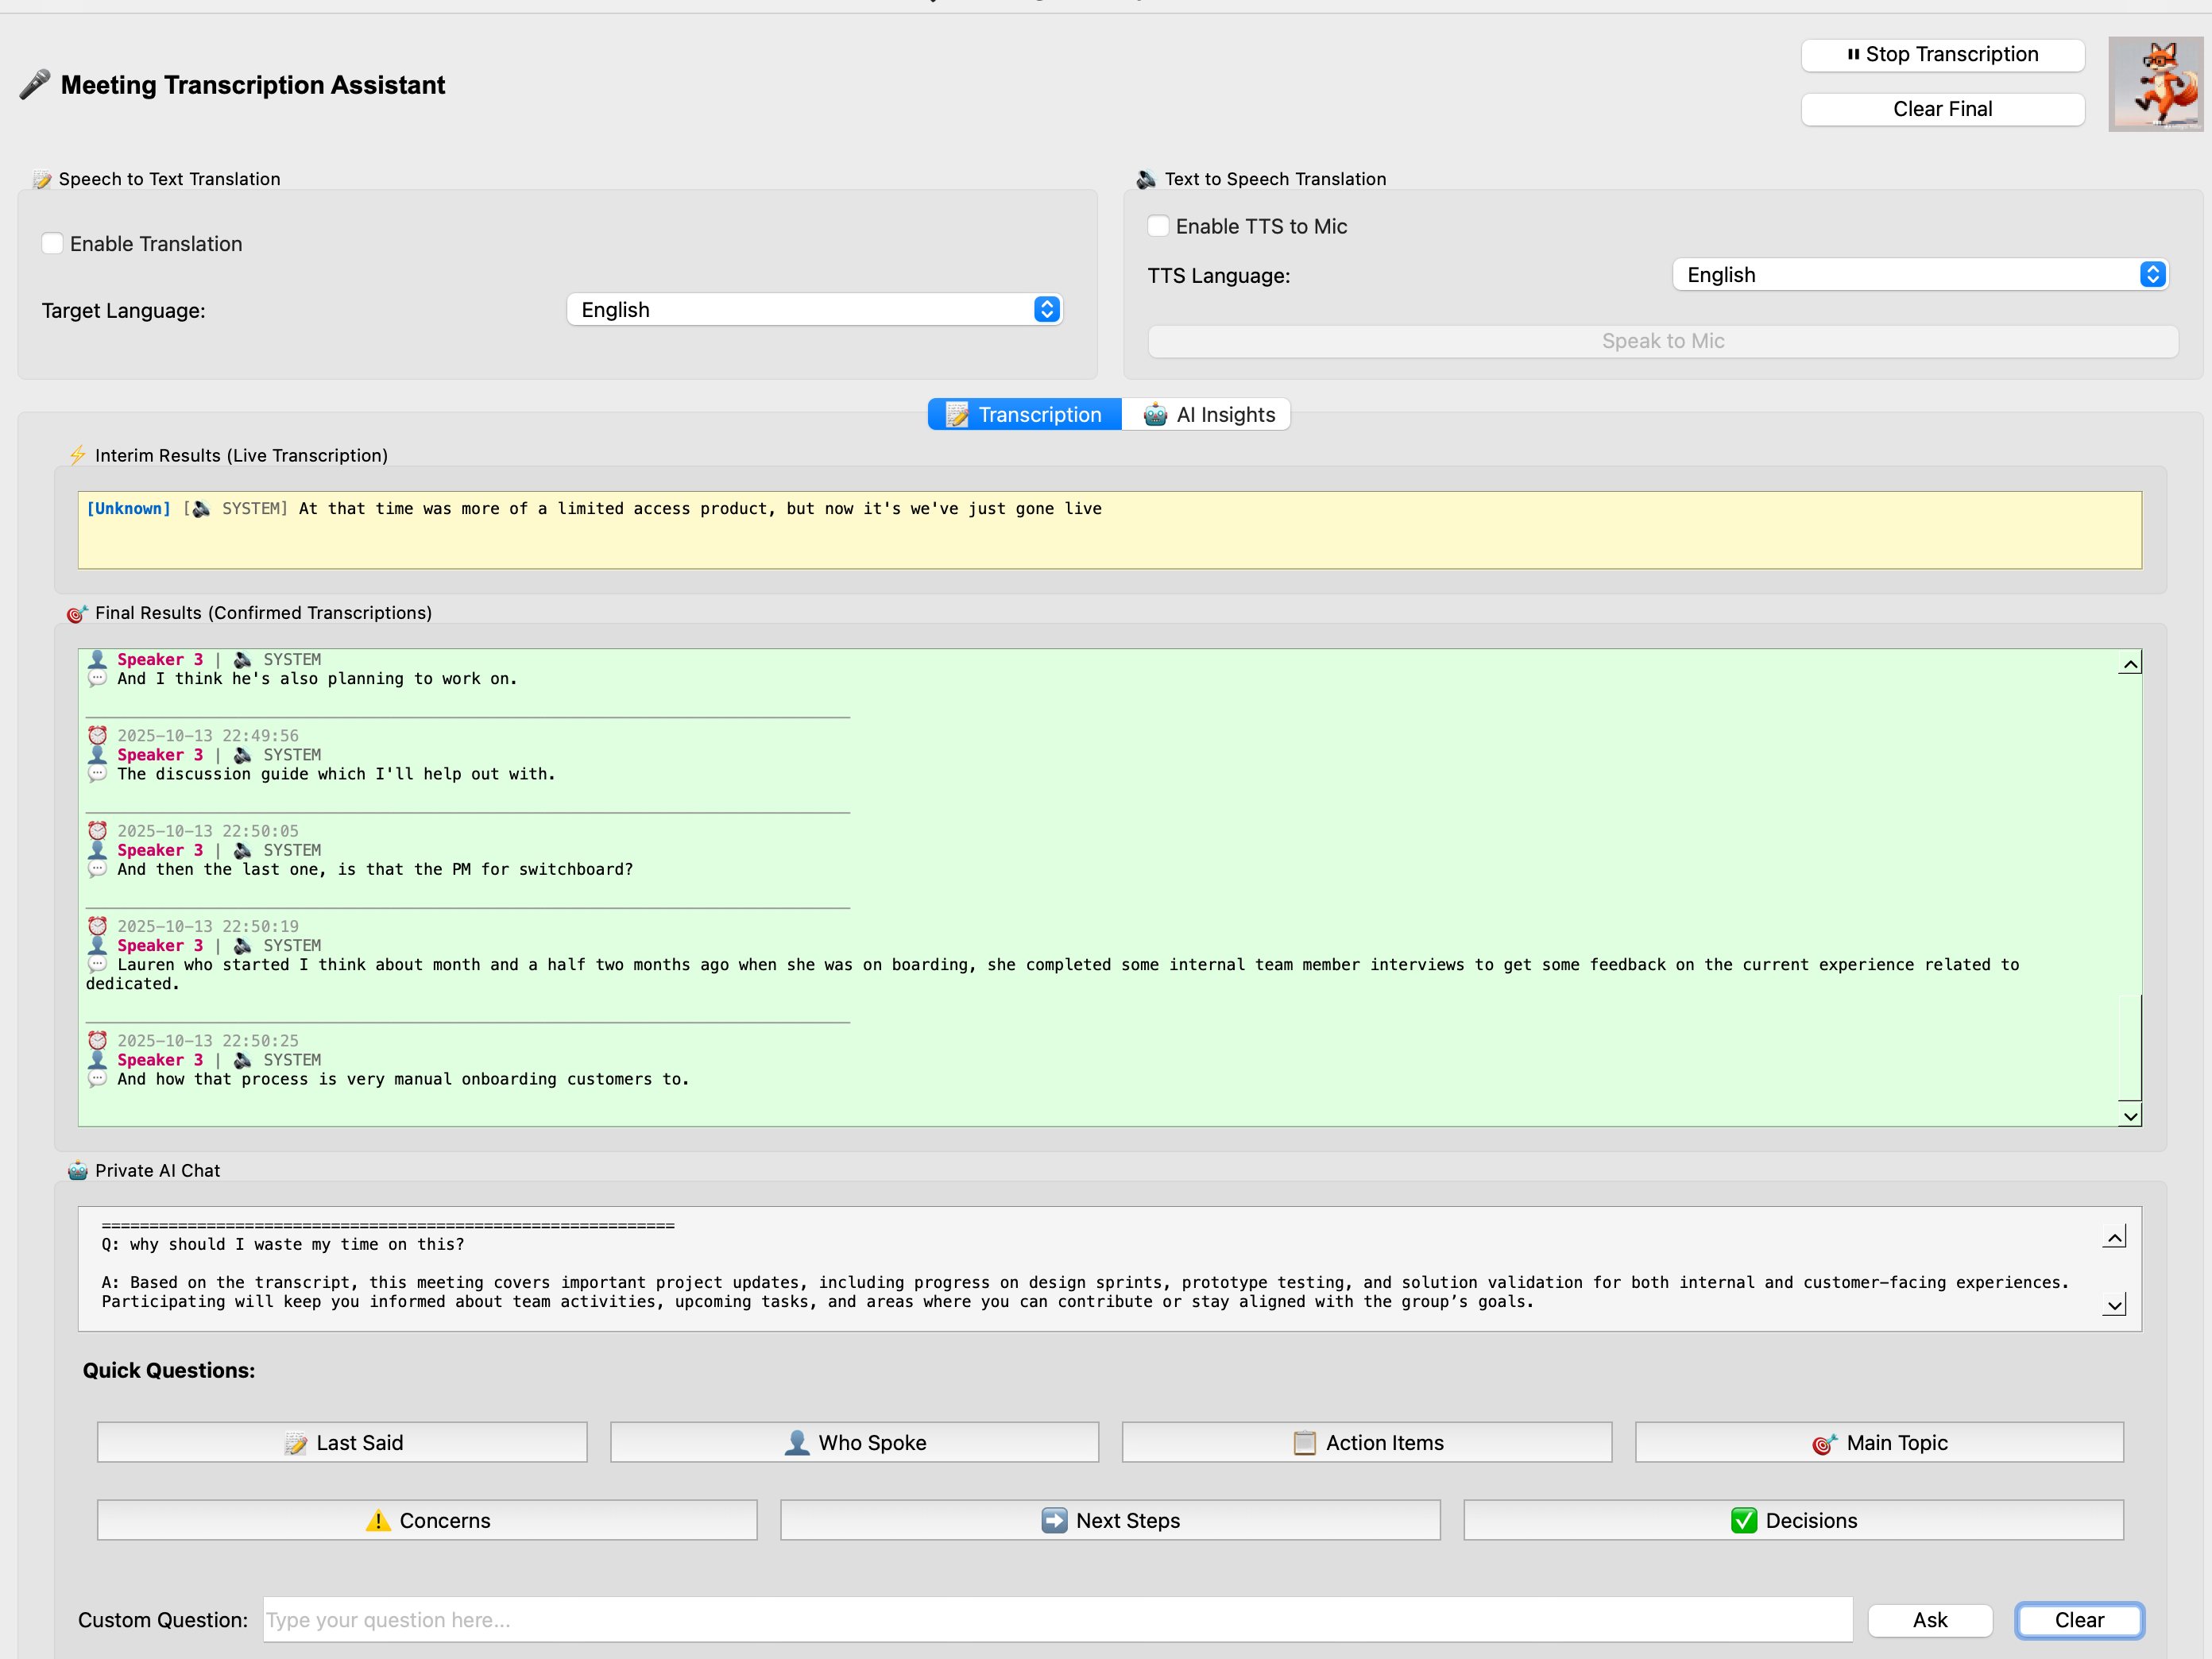 Meeting Transcription Assistant
Stop Transcription
Clear Final
Speech to Text Translation
Enable Translation
Target Language:
English
Text to Speech Translation
Enable TTS to Mic
TTS Language:
English
Speak to Mic
Transcription
AI Insights
Interim Results (Live Transcription)
[Unknown] [🔊 SYSTEM] At that time was more of a limited access product, but now it's we've just gone live
Final Results (Confirmed Transcriptions)
Speaker 3 | 🔊 SYSTEM
And I think he's also planning to work on.
2025-10-13 22:49:56
Speaker 3 | 🔊 SYSTEM
The discussion guide which I'll help out with.
2025-10-13 22:50:05
Speaker 3 | 🔊 SYSTEM
And then the last one, is that the PM for switchboard?
2025-10-13 22:50:19
Speaker 3 | 🔊 SYSTEM
Lauren who started I think about month and a half two months ago when she was on boarding, she completed some internal team member interviews to get some feedback on the current experience related to
dedicated.
2025-10-13 22:50:25
Speaker 3 | 🔊 SYSTEM
And how that process is very manual onboarding customers to.
Private AI Chat
============================================================
Q: why should I waste my time on this?
A: Based on the transcript, this meeting covers important project updates, including progress on design sprints, prototype testing, and solution validation for both internal and customer-facing experiences.
Participating will keep you informed about team activities, upcoming tasks, and areas where you can contribute or stay aligned with the group’s goals.
Quick Questions:
Last Said
Who Spoke
Action Items
Main Topic
Concerns
Next Steps
Decisions
Custom Question:
Type your question here...
Ask
Clear